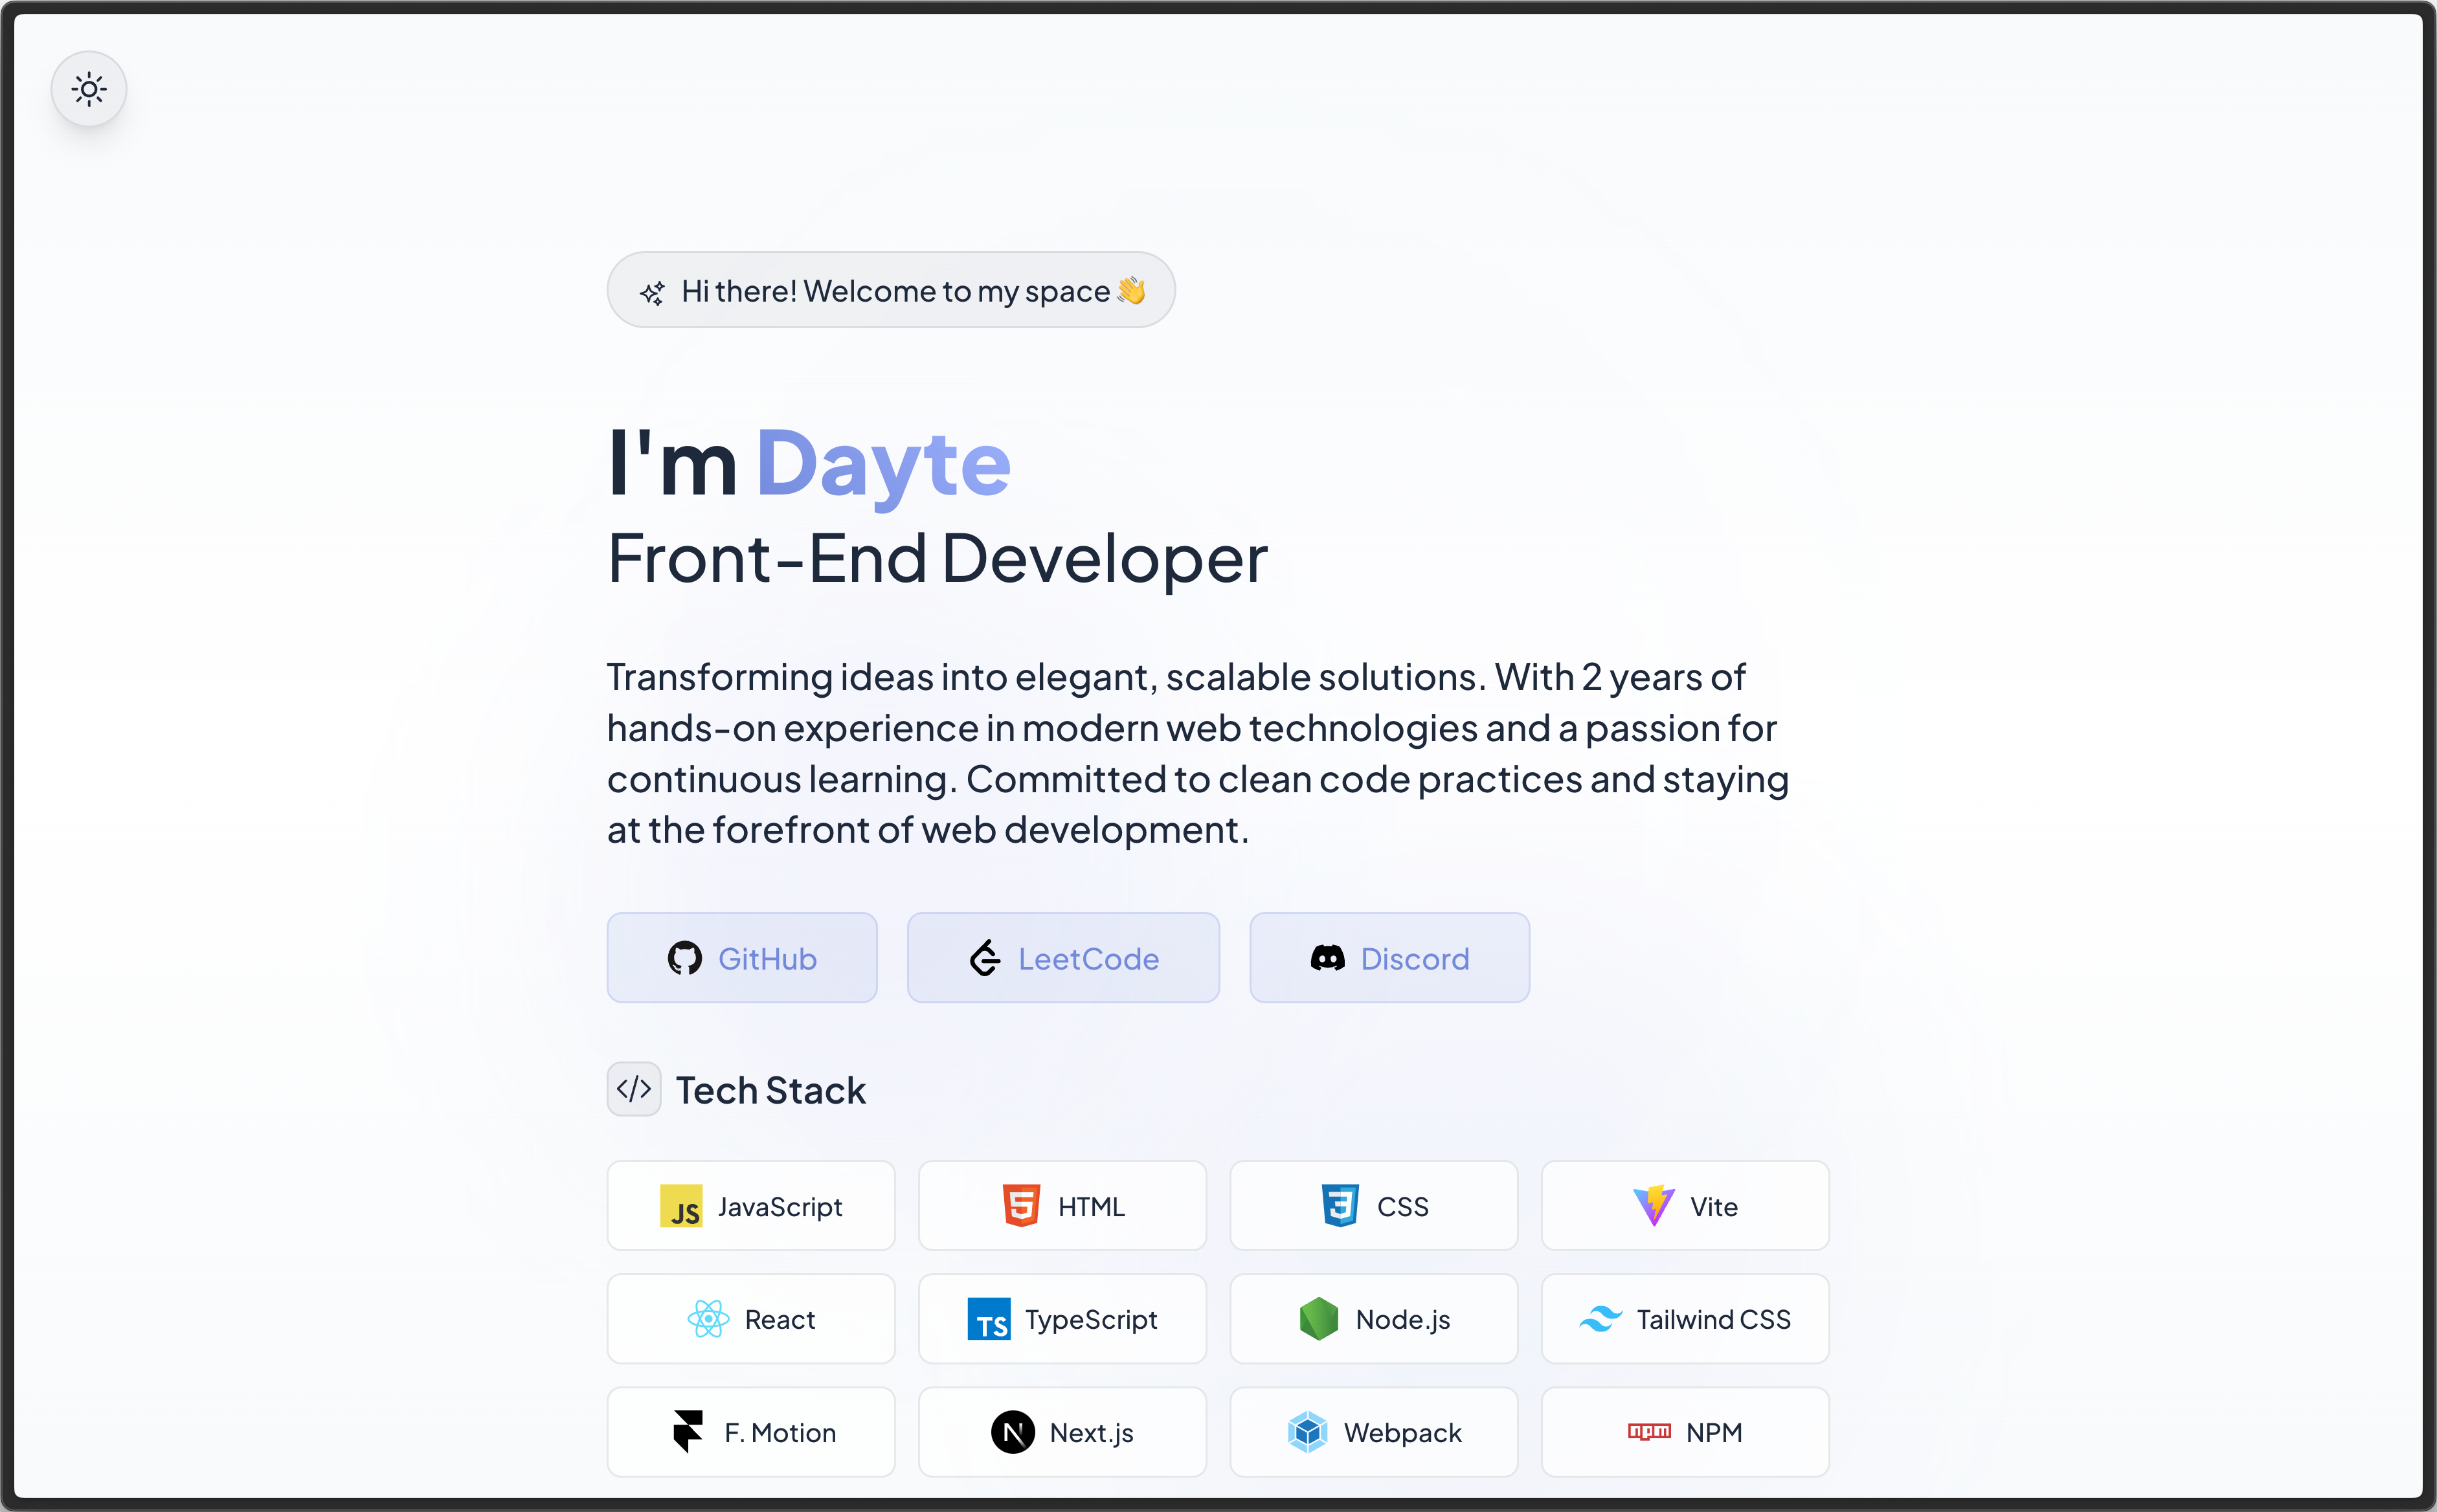 Hi there! Welcome to my space 👋
I'm Dayte
Front-End Developer
Transforming ideas into elegant, scalable solutions. With 2 years of
hands-on experience in modern web technologies and a passion for
continuous learning. Committed to clean code practices and staying
at the forefront of web development.
GitHub LeetCode Discord
</> Tech Stack
JS JavaScript 5 HTML 3 CSS Vite
React TS TypeScript Node.js Tailwind CSS
F. Motion N Next.js Webpack npm NPM